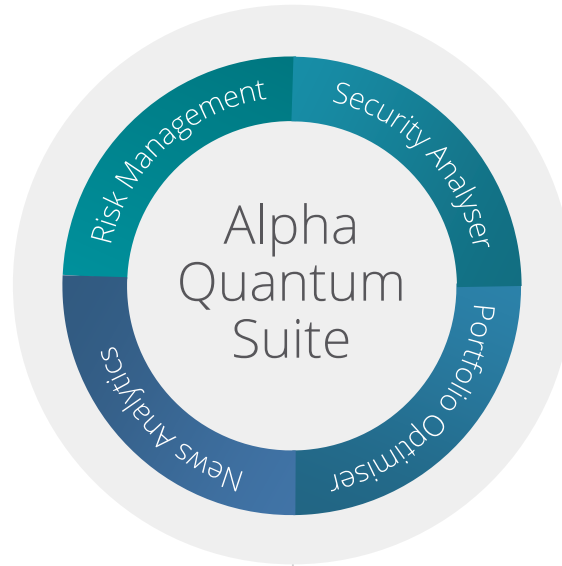 Alpha
Quantum
Suite
Risk Management
Security Analyser
Portfolio Optimiser
News Analytics